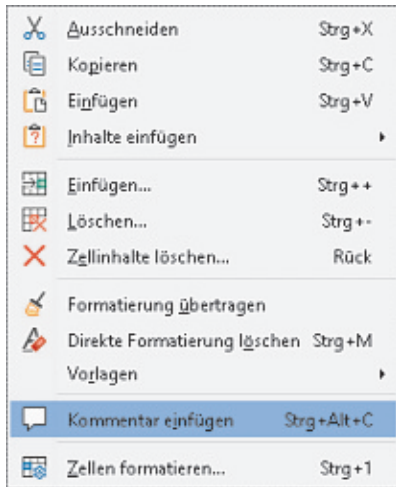 Ausschneiden Strg+X
Kopieren Strg+C
Einfügen Strg+V
Inhalte einfügen
Einfügen... Strg++
Löschen... Strg+-
Zellinhalte löschen... Rück
Formatierung übertragen
Direkte Formatierung löschen Strg+M
Vorlagen
Kommentar einfügen Strg+Alt+C
Zellen formatieren... Strg+1